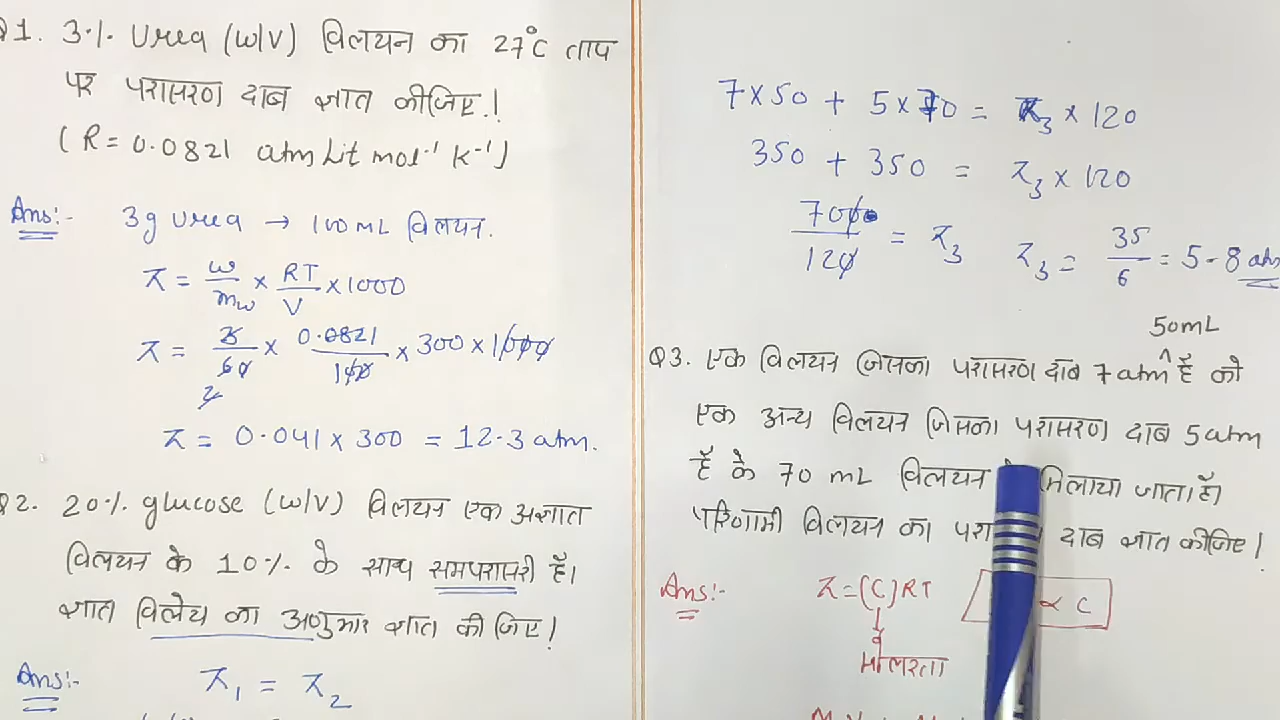 Q1. 3% Urea (w/v) विलयन का 27°C ताप
पर परासरण दाब ज्ञात कीजिए!
(R = 0.0821 atm Lit mol⁻¹ K⁻¹)
Ans:- 3g Urea → 100 mL विलयन.
π = w/mw × RT/V × 1000
π = 3/60 × 0.0821/100 × 300 × 1000
2
π = 0.041 × 300 = 12.3 atm.
Q2. 20% glucose (w/v) विलयन एक अज्ञात
विलयन के 10% के साथ समपरासरी है।
ज्ञात विलेय का अणुभार ज्ञात कीजिए!
Ans:- π₁ = π₂
7 × 50 + 5 × 70 = π₃ × 120
350 + 350 = π₃ × 120
700/120 = π₃ π₃ = 35/6 = 5-8 atm
50mL
Q3. एक विलयन जिसका परासरण दाब 7 atm ^ है को
एक अन्य विलयन जिसका परासरण दाब 5 atm
है के 70 mL विलयन मिलाया जाता है।
परिणामी विलयन का दाब ज्ञात कीजिए!
Ans:- π = (C)RT ∝ C
मोलरता